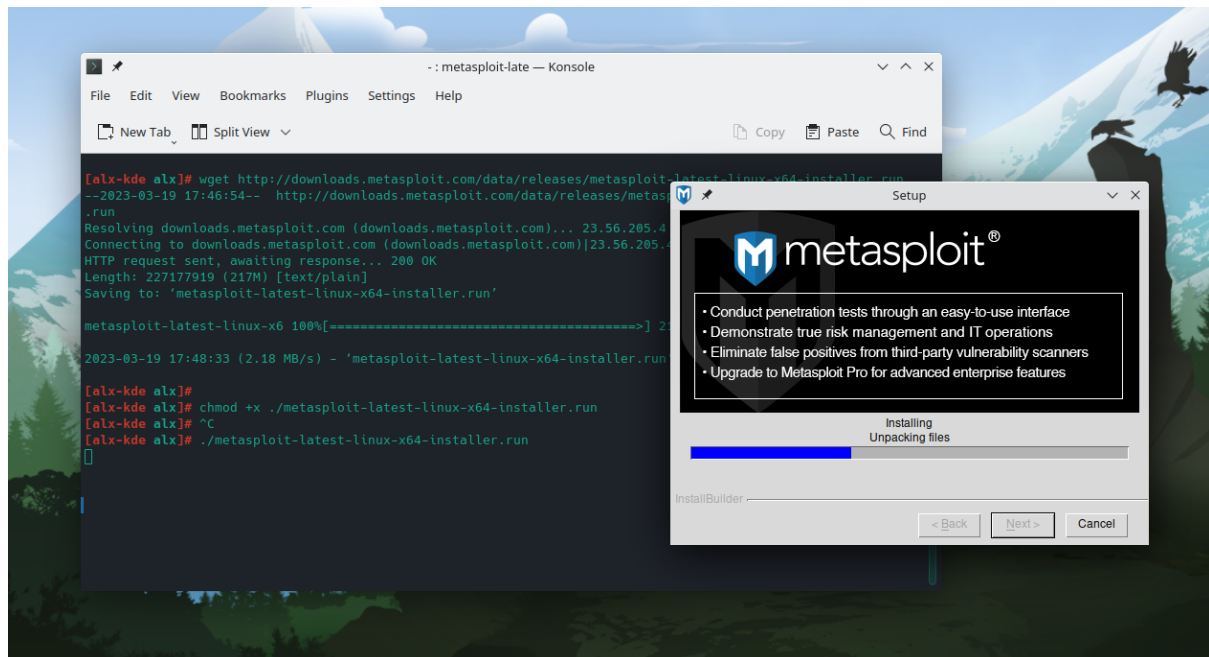 - : metasploit-late — Konsole
File Edit View Bookmarks Plugins Settings Help
New Tab Split View Copy Paste Find
[alx-kde alx]# wget http://downloads.metasploit.com/data/releases/metasploit-latest-linux-x64-installer.run
--2023-03-19 17:46:54-- http://downloads.metasploit.com/data/releases/metasp
.run
Resolving downloads.metasploit.com (downloads.metasploit.com)... 23.56.205.4
Connecting to downloads.metasploit.com (downloads.metasploit.com)|23.56.205.4
HTTP request sent, awaiting response... 200 OK
Length: 227177919 (217M) [text/plain]
Saving to: ‘metasploit-latest-linux-x64-installer.run’
metasploit-latest-linux-x6 100%[========================================>] 21
2023-03-19 17:48:33 (2.18 MB/s) - ‘metasploit-latest-linux-x64-installer.run’
[alx-kde alx]#
[alx-kde alx]# chmod +x ./metasploit-latest-linux-x64-installer.run
[alx-kde alx]# ^C
[alx-kde alx]# ./metasploit-latest-linux-x64-installer.run
Setup
metasploit®
• Conduct penetration tests through an easy-to-use interface
• Demonstrate true risk management and IT operations
• Eliminate false positives from third-party vulnerability scanners
• Upgrade to Metasploit Pro for advanced enterprise features
Installing
Unpacking files
InstallBuilder
< Back Next > Cancel